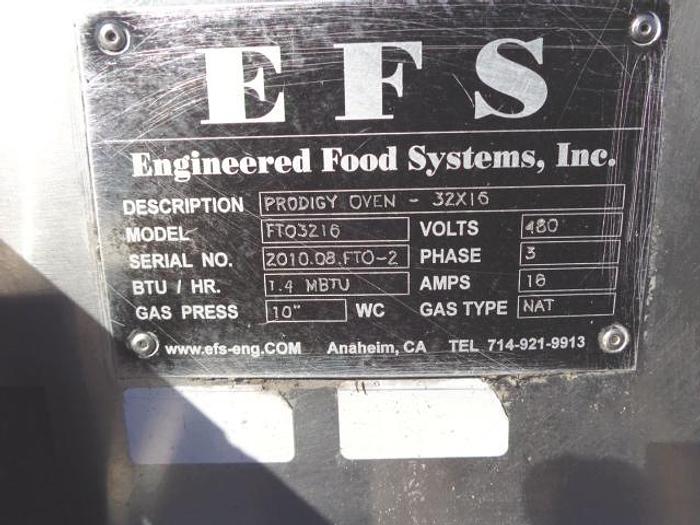 EFS
Engineered Food Systems, Inc.
DESCRIPTION PRODIGY OVEN - 32X16
MODEL FTO3216 VOLTS 480
SERIAL NO. 2010.08.FTO-2 PHASE 3
BTU / HR. 1.4 MBTU AMPS 16
GAS PRESS 10" WC GAS TYPE NAT
www.efs-eng.COM Anaheim, CA TEL 714-921-9913